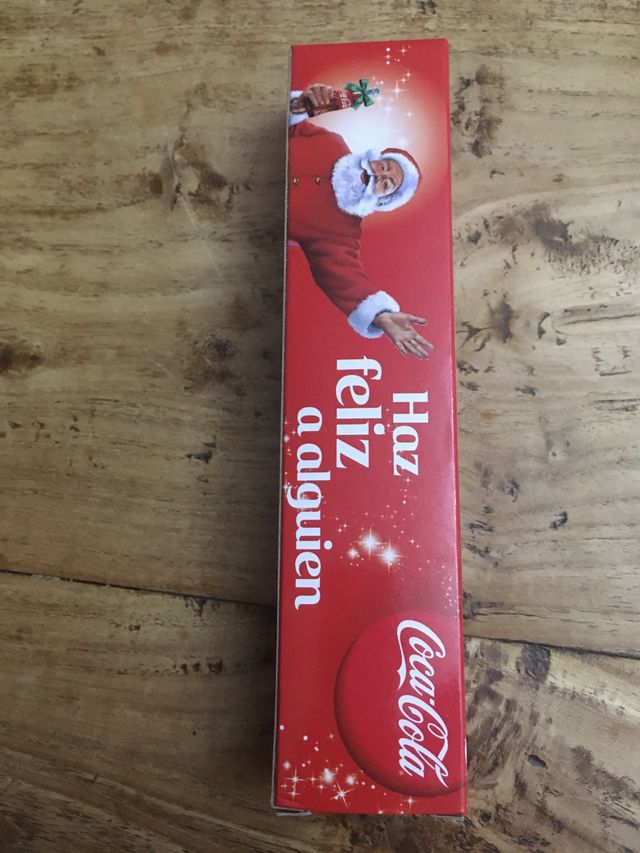 Haz
feliz
a alguien
Coca-Cola